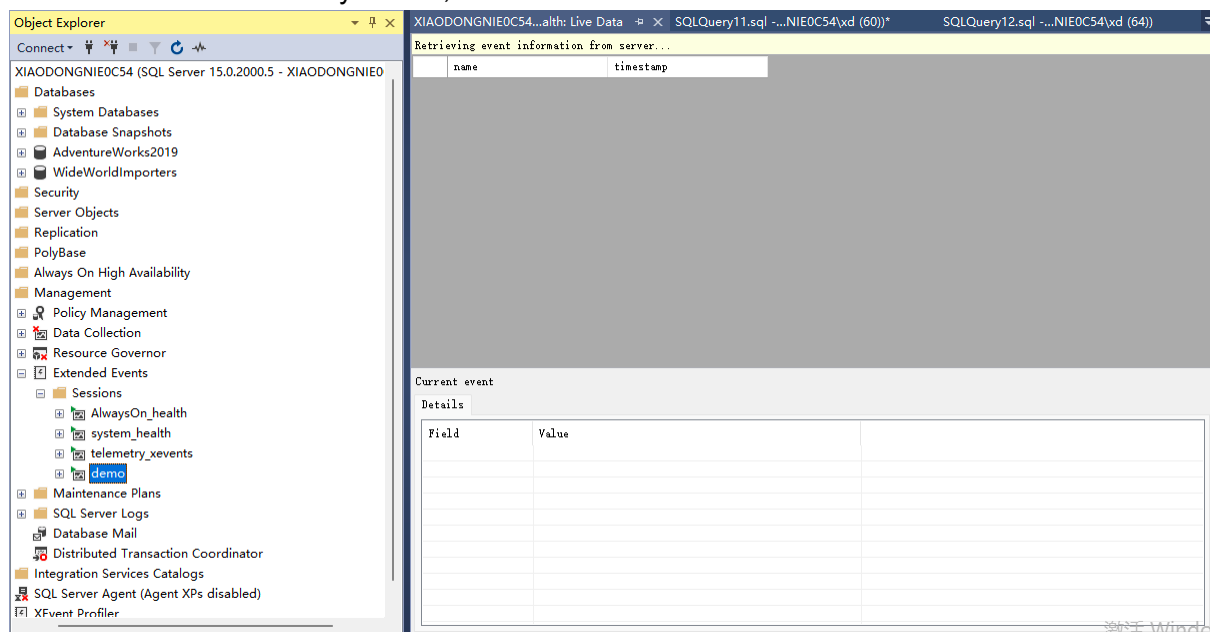 Object Explorer
Connect
XIAODONGNIE0C54 (SQL Server 15.0.2000.5 - XIAODONGNIE0
Databases
System Databases
Database Snapshots
AdventureWorks2019
WideWorldImporters
Security
Server Objects
Replication
PolyBase
Always On High Availability
Management
Policy Management
Data Collection
Resource Governor
Extended Events
Sessions
AlwaysOn_health
system_health
telemetry_xevents
demo
Maintenance Plans
SQL Server Logs
Database Mail
Distributed Transaction Coordinator
Integration Services Catalogs
SQL Server Agent (Agent XPs disabled)
XEvent Profiler
XIAODONGNIE0C54...alth: Live Data
SQLQuery11.sql -...NIE0C54\xd (60))*
SQLQuery12.sql -...NIE0C54\xd (64))
Retrieving event information from server...
name timestamp
Current event
Details
Field Value
激活 Windo